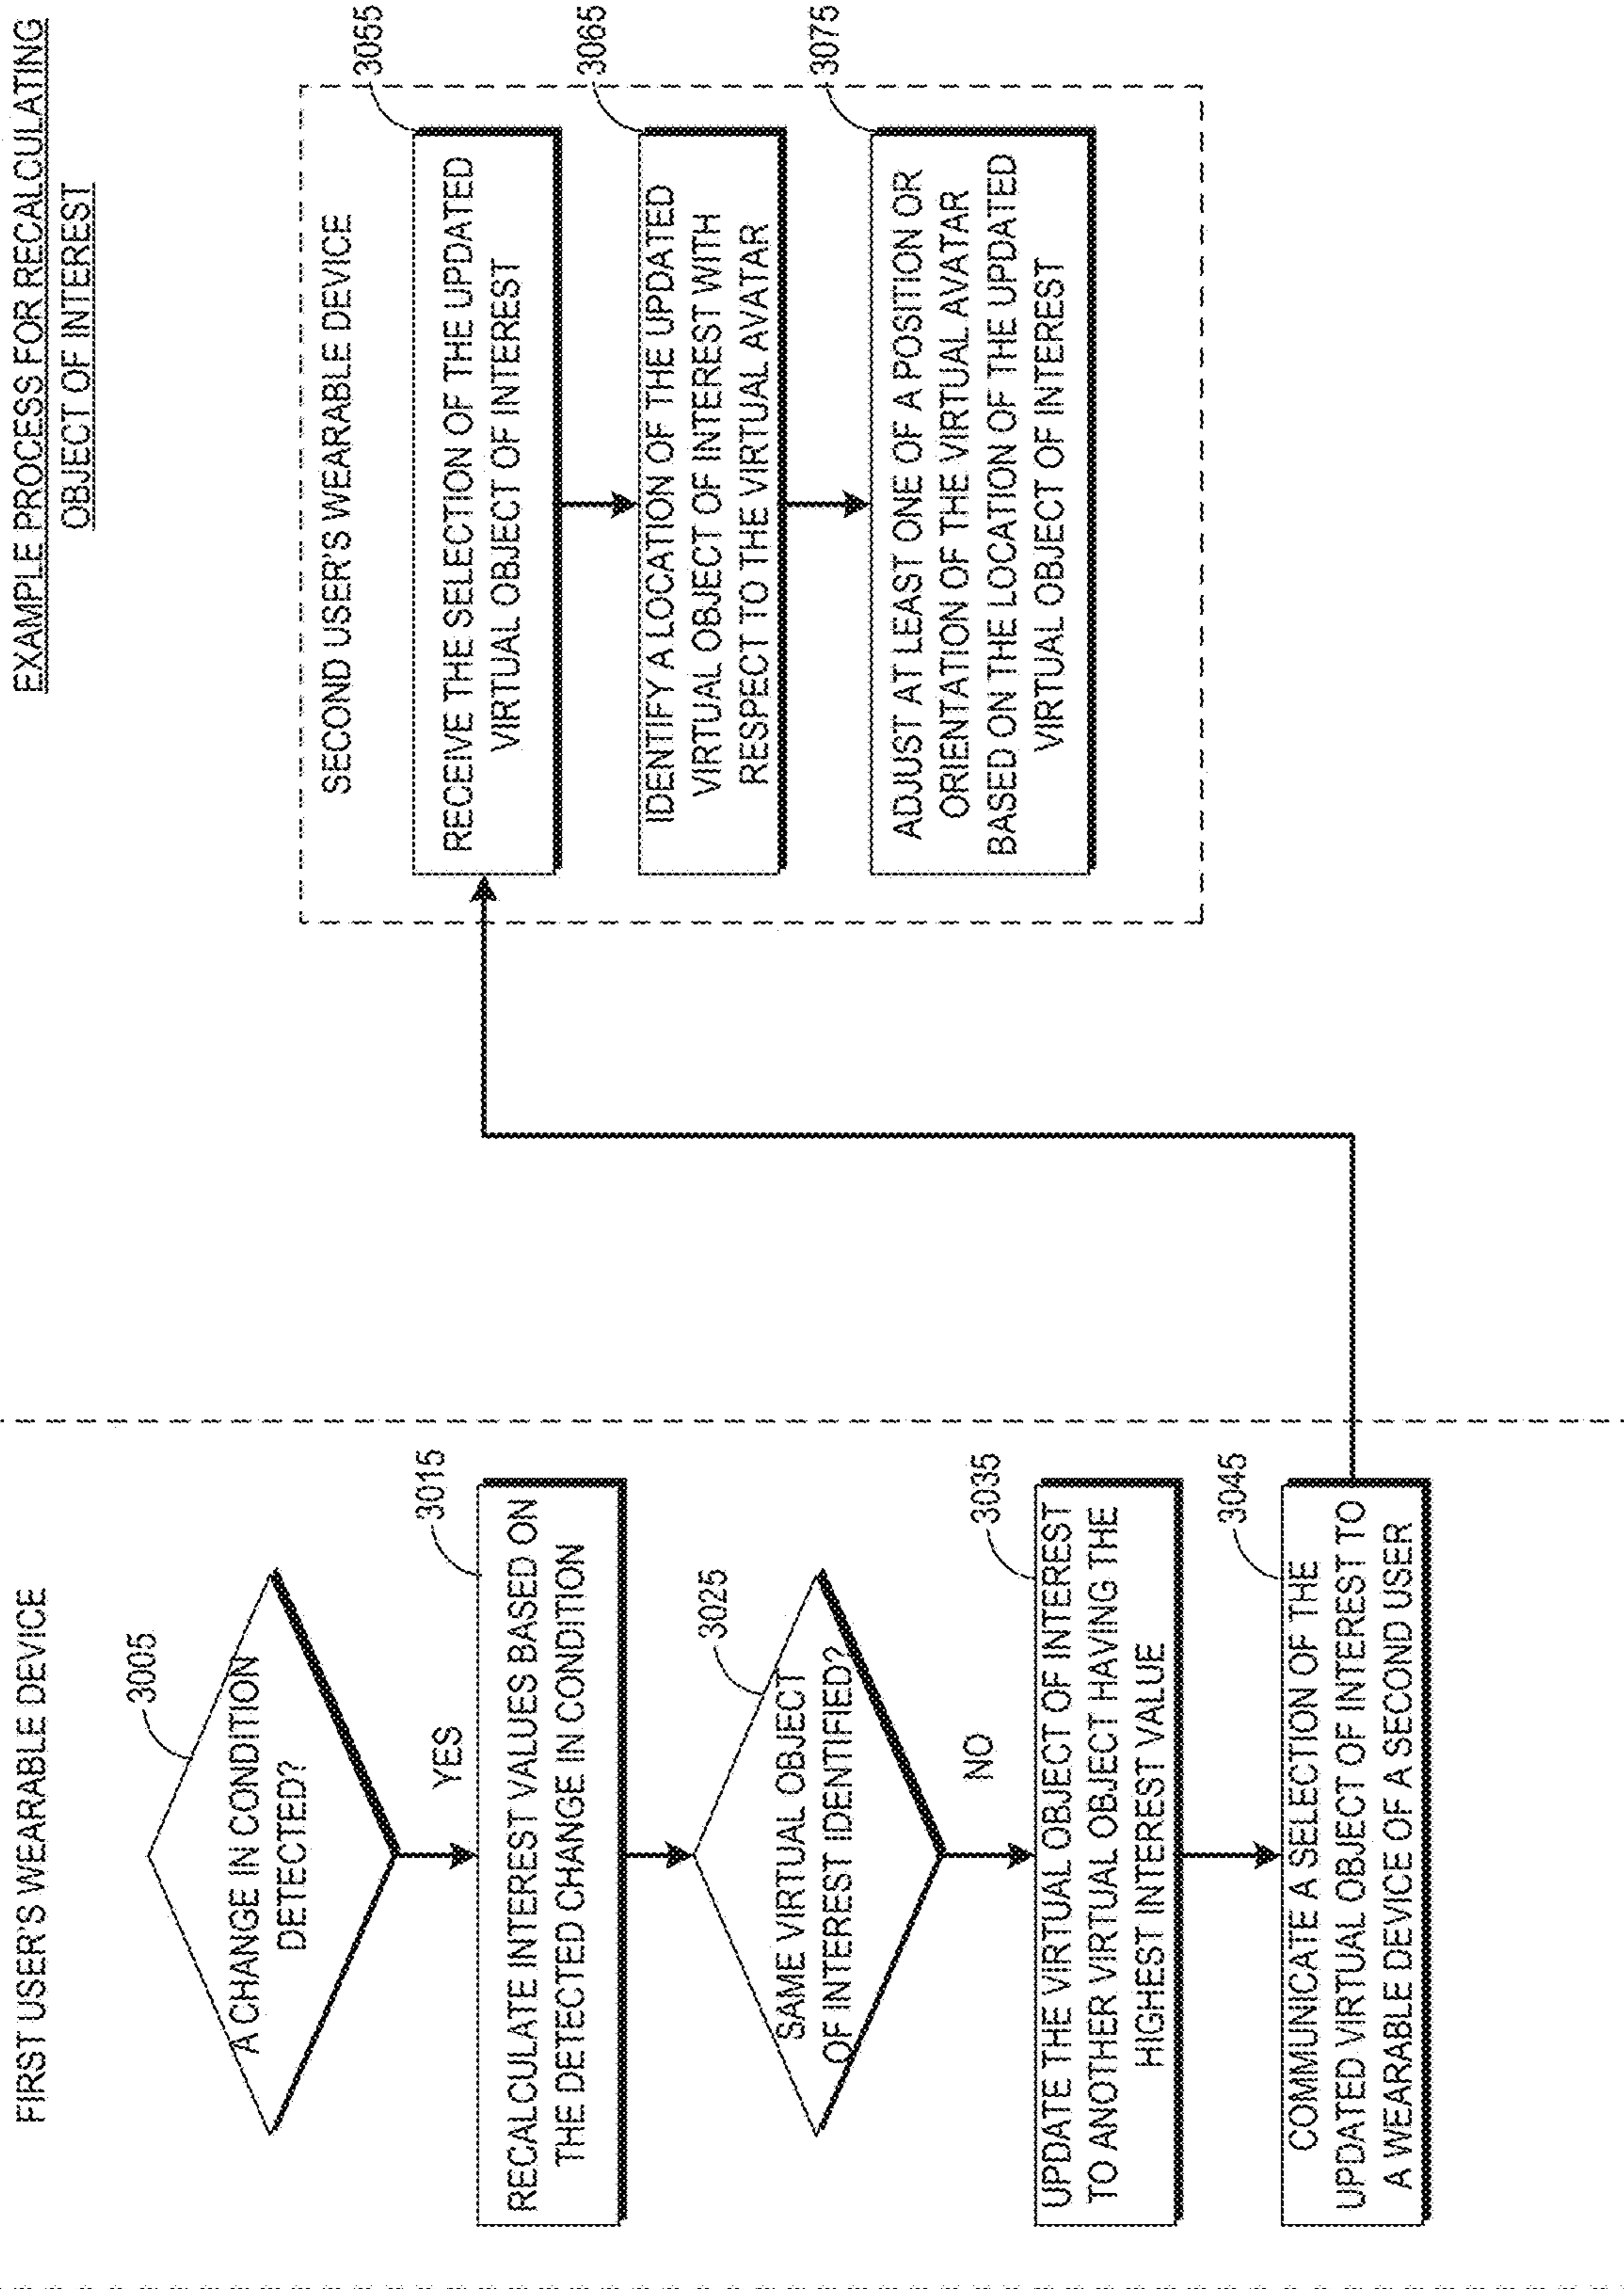 EXAMPLE PROCESS FOR RECALCULATING
OBJECT OF INTEREST
FIRST USER'S WEARABLE DEVICE
3005
A CHANGE IN CONDITION
DETECTED?
YES
3015
RECALCULATE INTEREST VALUES BASED ON
THE DETECTED CHANGE IN CONDITION
3025
SAME VIRTUAL OBJECT
OF INTEREST IDENTIFIED?
NO
3035
UPDATE THE VIRTUAL OBJECT OF INTEREST
TO ANOTHER VIRTUAL OBJECT HAVING THE
HIGHEST INTEREST VALUE
3045
COMMUNICATE A SELECTION OF THE
UPDATED VIRTUAL OBJECT OF INTEREST TO
A WEARABLE DEVICE OF A SECOND USER
SECOND USER'S WEARABLE DEVICE
3055
RECEIVE THE SELECTION OF THE UPDATED
VIRTUAL OBJECT OF INTEREST
3065
IDENTIFY A LOCATION OF THE UPDATED
VIRTUAL OBJECT OF INTEREST WITH
RESPECT TO THE VIRTUAL AVATAR
3075
ADJUST AT LEAST ONE OF A POSITION OR
ORIENTATION OF THE VIRTUAL AVATAR
BASED ON THE LOCATION OF THE UPDATED
VIRTUAL OBJECT OF INTEREST